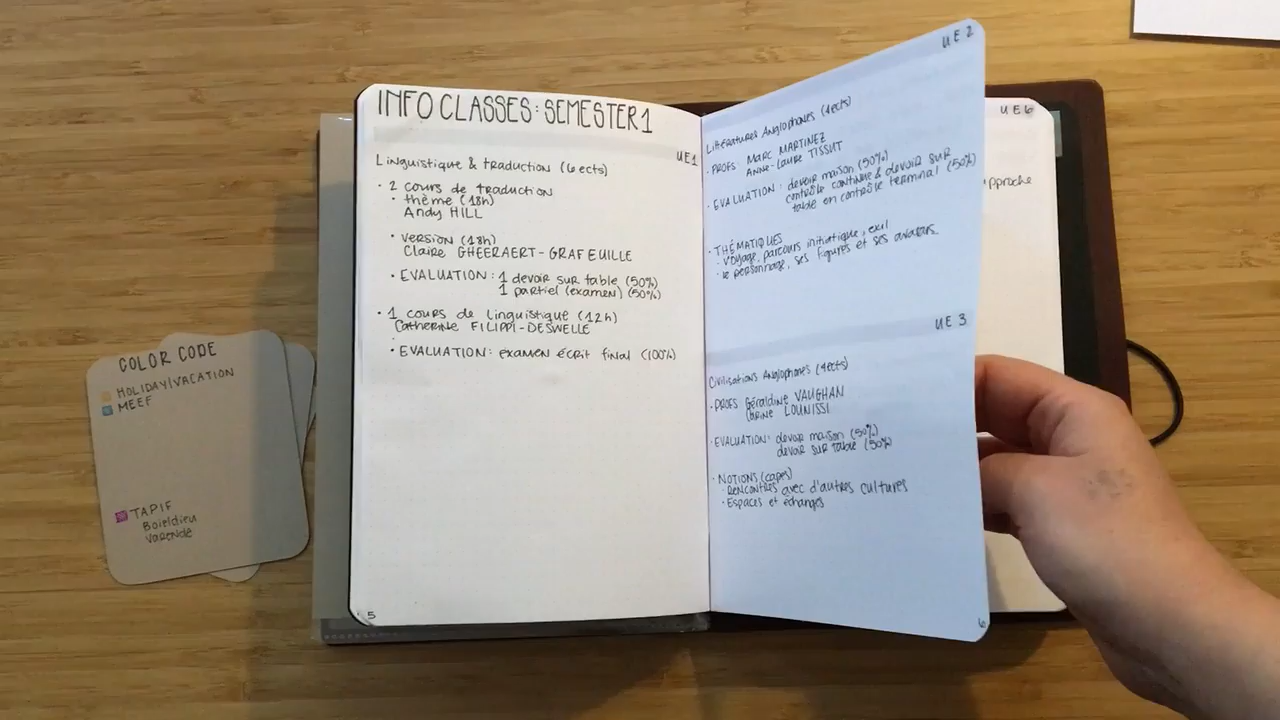 INFO CLASSES: SEMESTER 1
UE1
Linguistique & traduction (6 ects)
• 2 cours de traduction
• thème (18h)
Andy HILL
• version (18h)
Claire GHEERAERT-GRAFEUILLE
• EVALUATION: 1 devoir sur table (50%)
1 partiel (examen) (50%)
• 1 cours de linguistique (12h)
Catherine FILIPPI-DESWELLE
• EVALUATION: examen écrit final (100%)
5
UE 2
Littératures Anglophones (4ects)
• PROFS: Marc MARTINEZ
Anne-Laure TISSUT
• EVALUATION: devoir maison (50%)
contrôle continue & devoir sur
table en contrôle terminal (50%)
• THÉMATIQUES
• Voyage, parcours initiatique, exil
• le personnage, ses figures et ses avatars
UE 3
Civilisations Anglophones (4ects)
• PROFS Géraldine VAUGHAN
Carine LOUNISSI
• EVALUATION: devoir maison (50%)
devoir sur table (50%)
• NOTIONS (capes)
• Rencontres avec d'autres cultures
• Espaces et échanges
6
UE 6
approche
COLOR CODE
HOLIDAY/VACATION
MEEF
TAPIF
Boieldieu
Varende